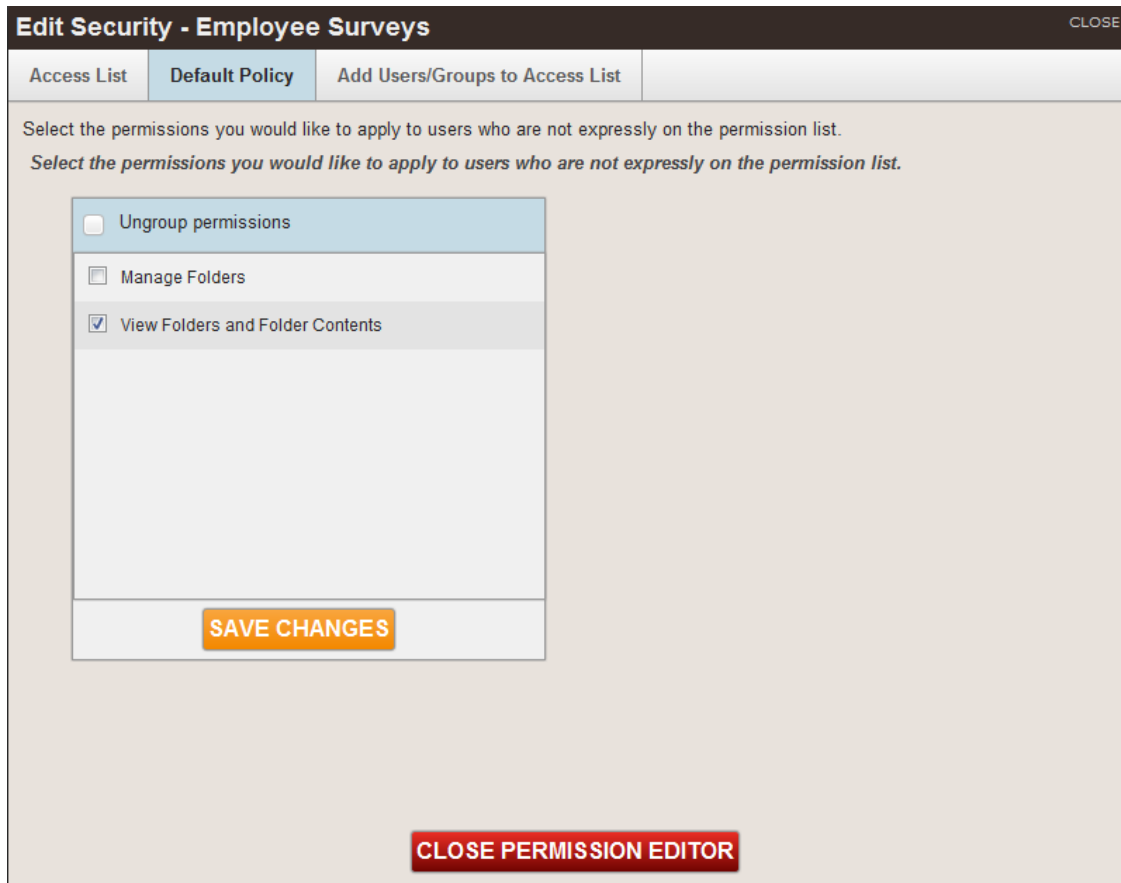 Edit Security - Employee Surveys
CLOSE
Access List
Default Policy
Add Users/Groups to Access List
Select the permissions you would like to apply to users who are not expressly on the permission list.
Select the permissions you would like to apply to users who are not expressly on the permission list.
Ungroup permissions
Manage Folders
View Folders and Folder Contents
SAVE CHANGES
CLOSE PERMISSION EDITOR